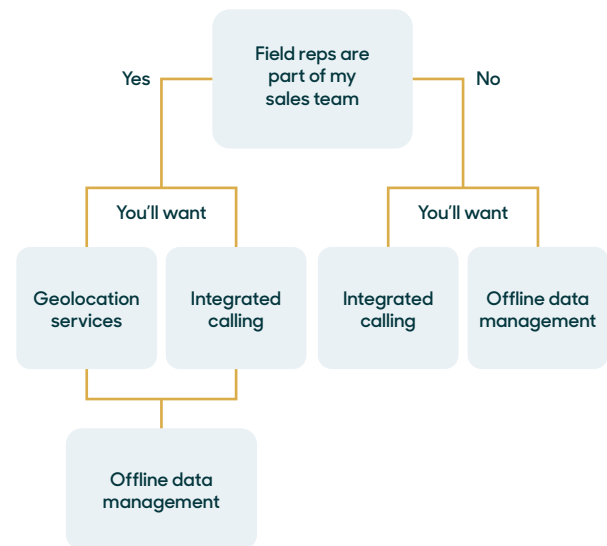 Field reps are
part of my
sales team
Yes
No
You'll want
You'll want
Geolocation
services
Integrated
calling
Integrated
calling
Offline data
management
Offline data
management